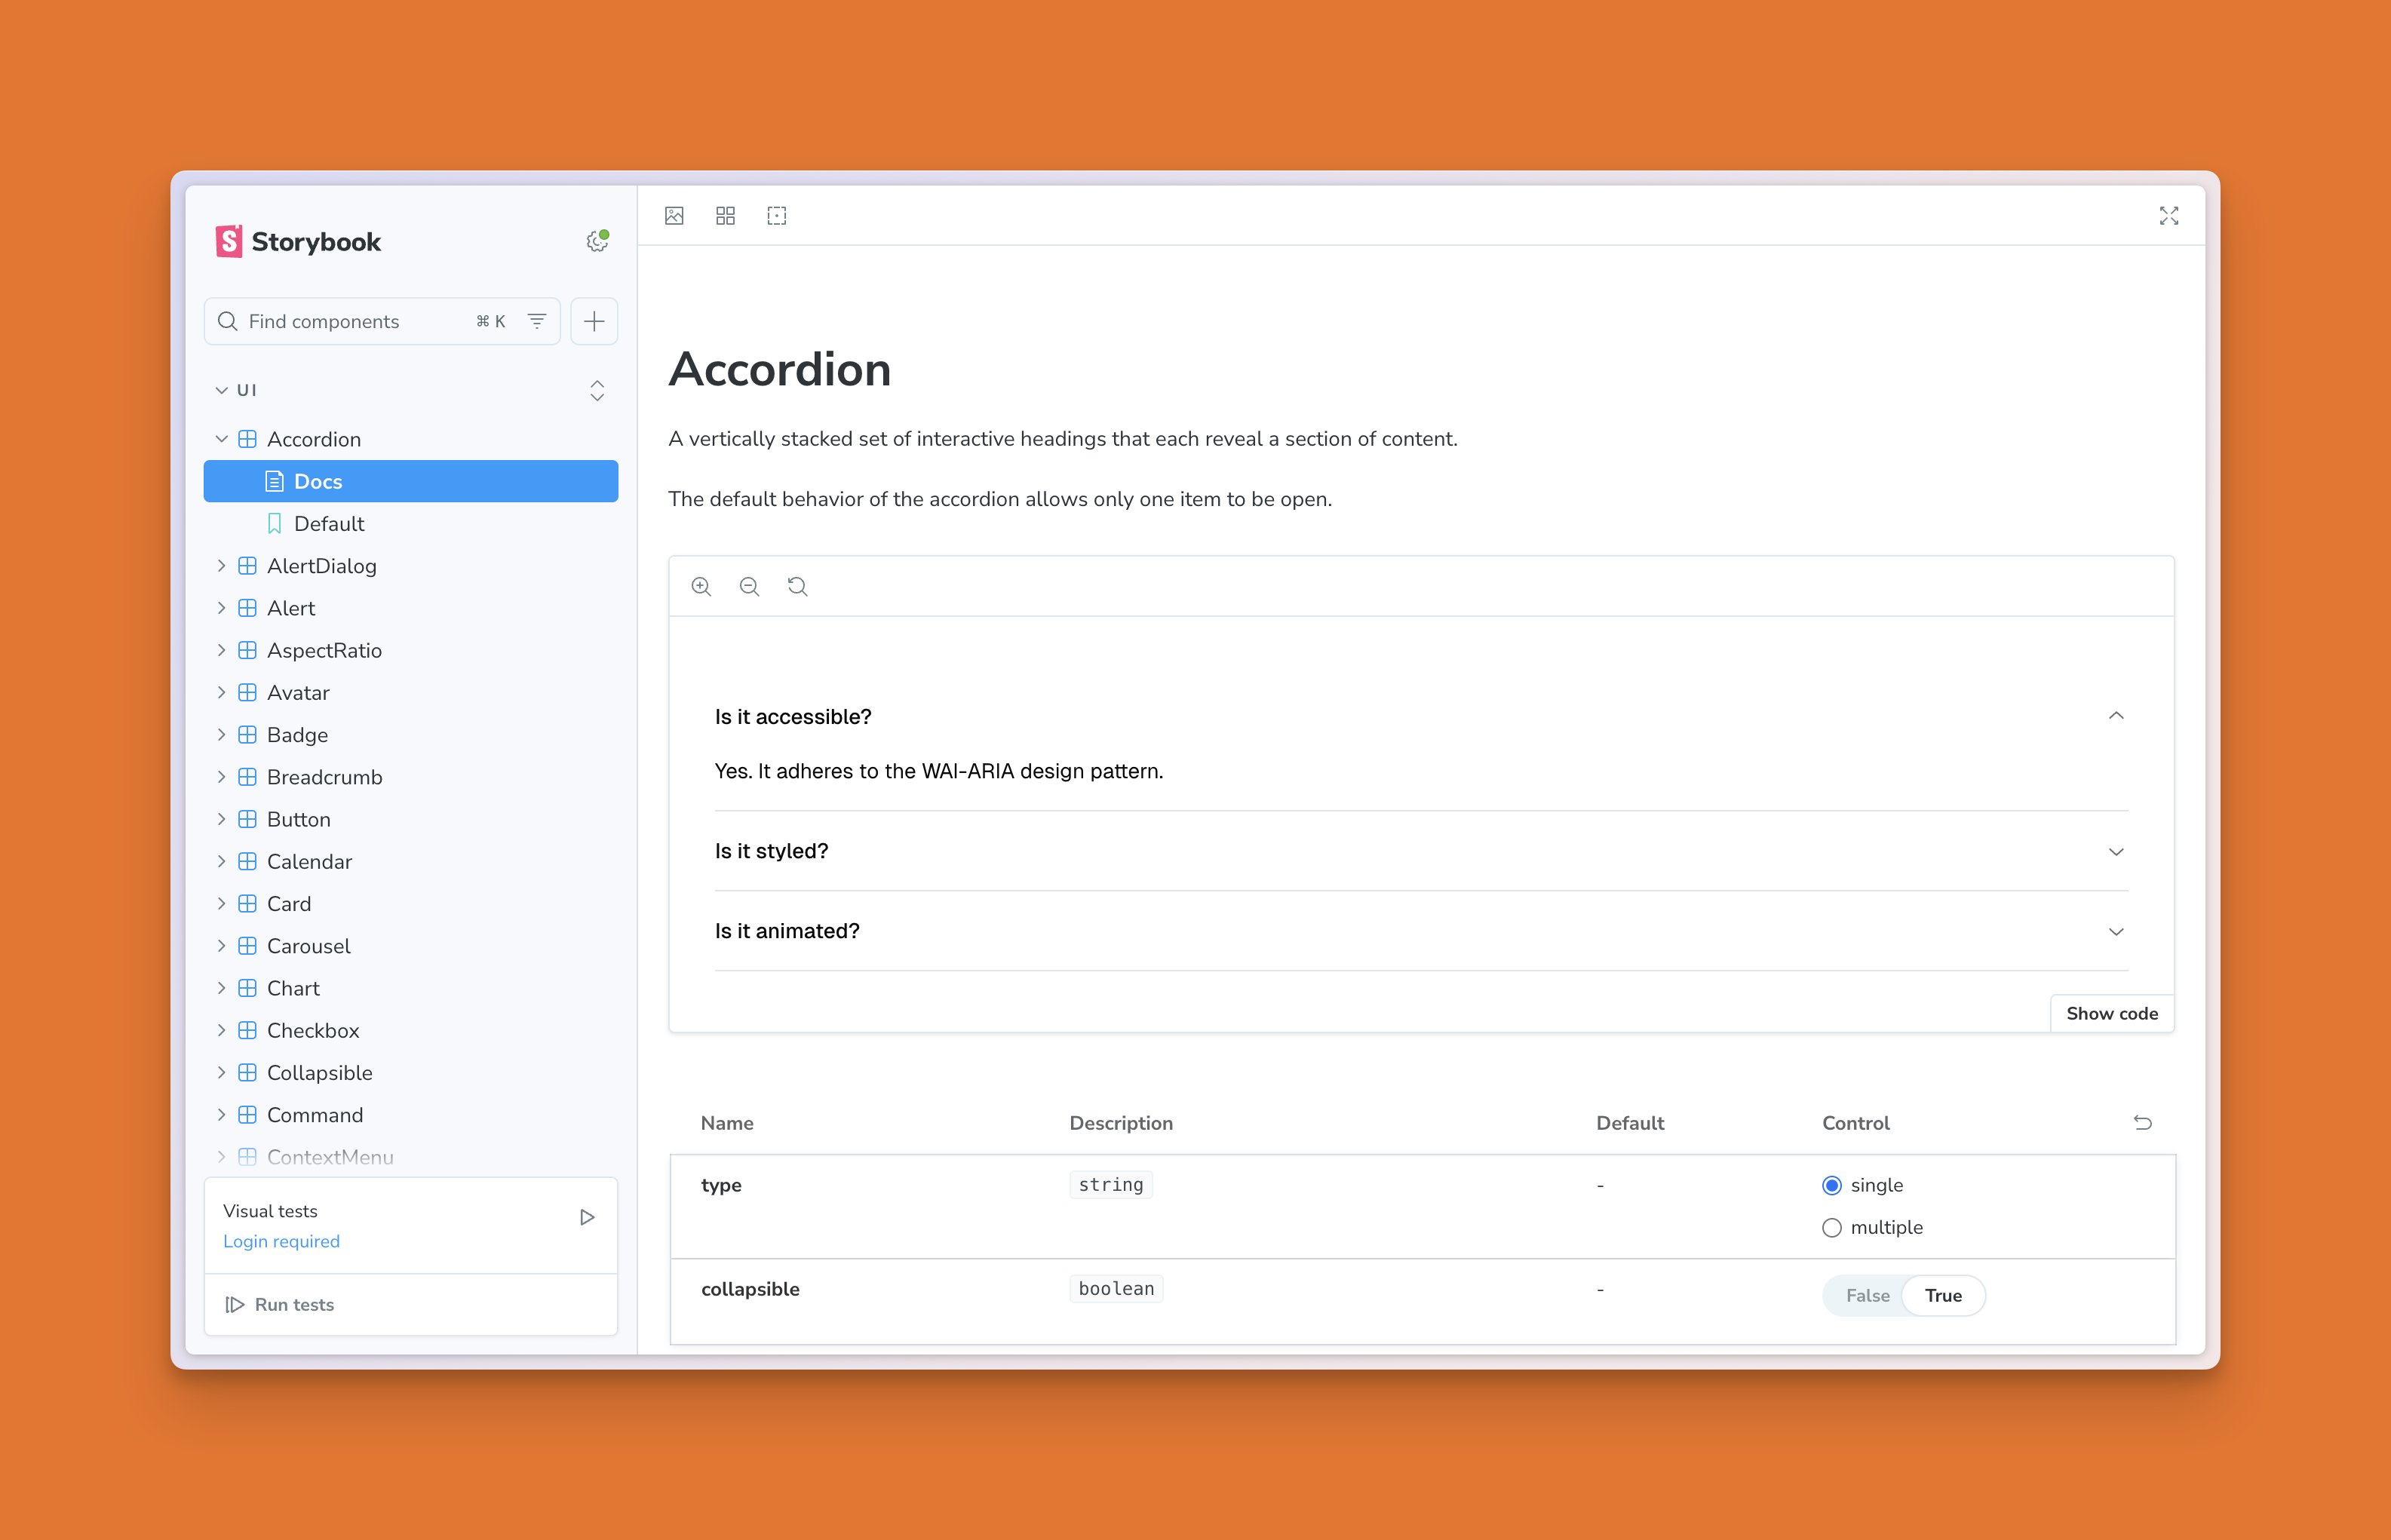 Storybook
Find components
⌘ K
UI
Accordion
Docs
Default
AlertDialog
Alert
AspectRatio
Avatar
Badge
Breadcrumb
Button
Calendar
Card
Carousel
Chart
Checkbox
Collapsible
Command
ContextMenu
Visual tests
Login required
Run tests
Accordion
A vertically stacked set of interactive headings that each reveal a section of content.
The default behavior of the accordion allows only one item to be open.
Is it accessible?
Yes. It adheres to the WAI-ARIA design pattern.
Is it styled?
Is it animated?
Show code
Name Description Default Control
type string - single
multiple
collapsible boolean - False True